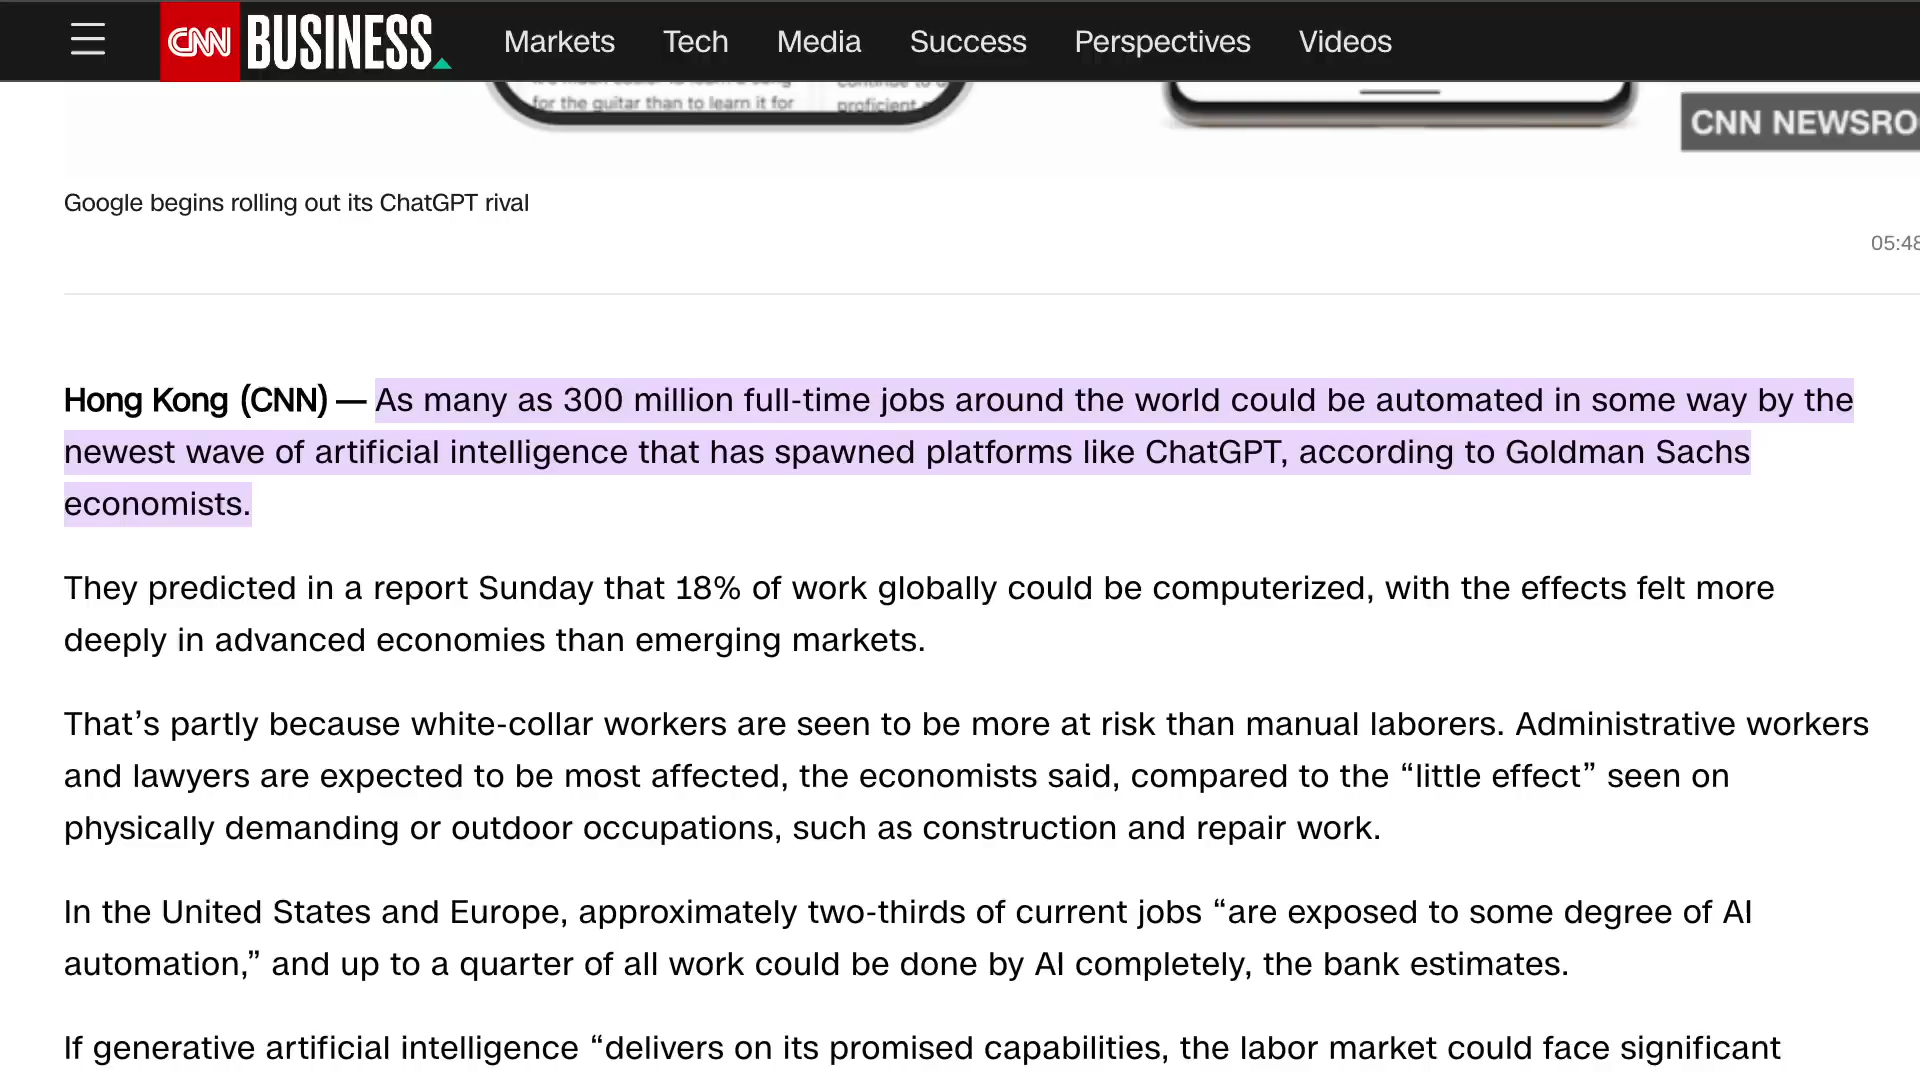 CNN BUSINESS Markets Tech Media Success Perspectives Videos
for the guitar than to learn it for
proficient
CNN NEWSRO
Google begins rolling out its ChatGPT rival
05:48
Hong Kong (CNN) — As many as 300 million full-time jobs around the world could be automated in some way by the
newest wave of artificial intelligence that has spawned platforms like ChatGPT, according to Goldman Sachs
economists.
They predicted in a report Sunday that 18% of work globally could be computerized, with the effects felt more
deeply in advanced economies than emerging markets.
That’s partly because white-collar workers are seen to be more at risk than manual laborers. Administrative workers
and lawyers are expected to be most affected, the economists said, compared to the “little effect” seen on
physically demanding or outdoor occupations, such as construction and repair work.
In the United States and Europe, approximately two-thirds of current jobs “are exposed to some degree of AI
automation,” and up to a quarter of all work could be done by AI completely, the bank estimates.
If generative artificial intelligence “delivers on its promised capabilities, the labor market could face significant